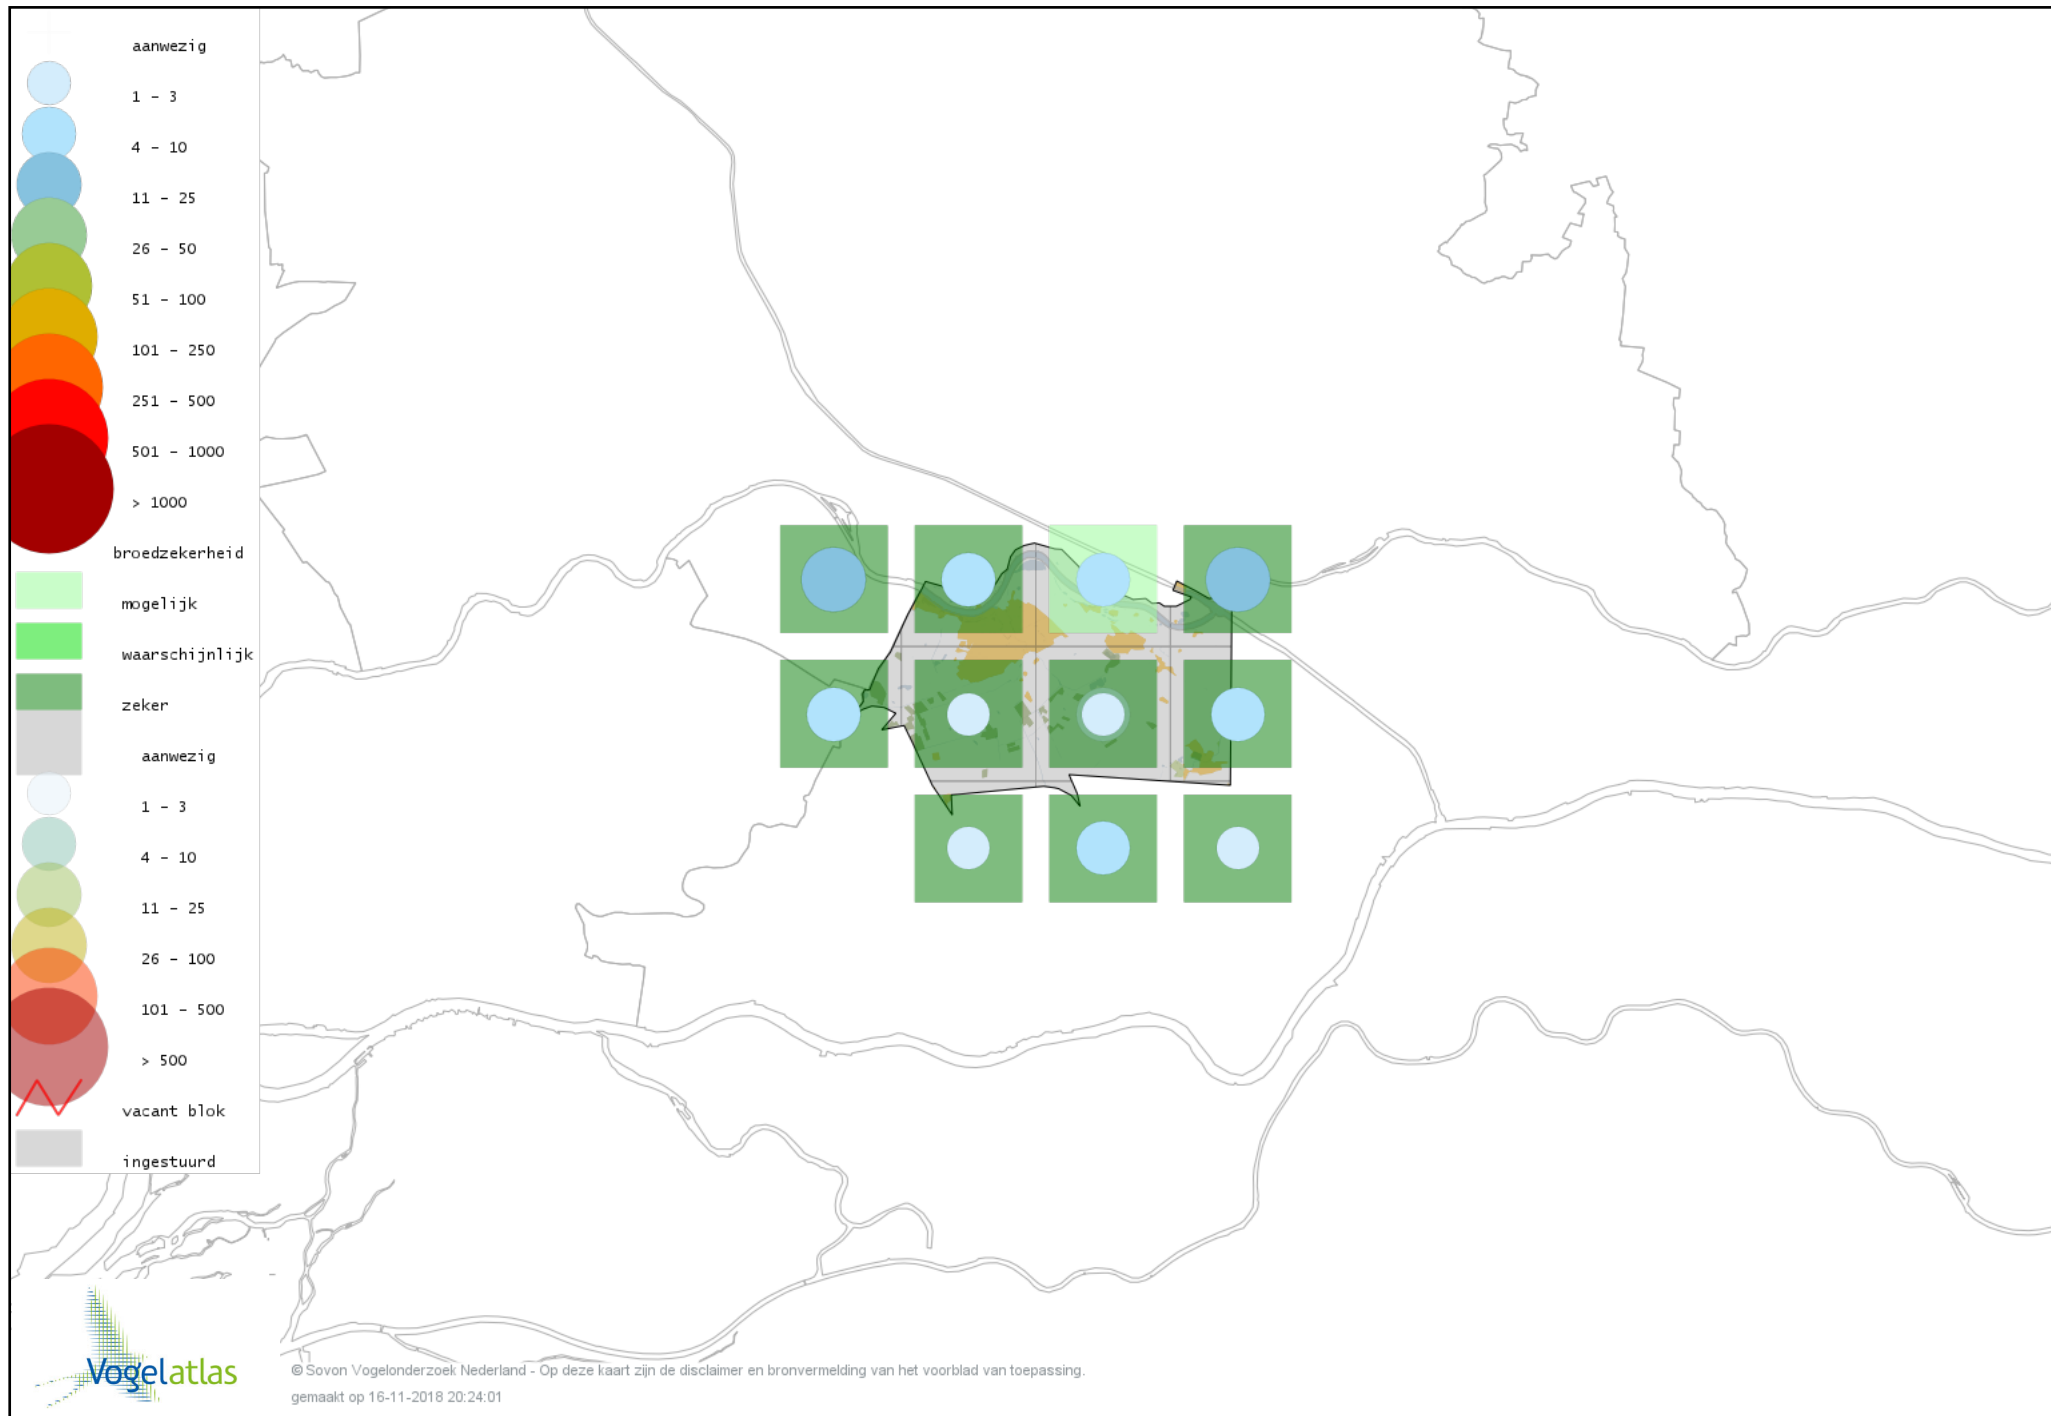 aanwezig
1 - 3
4 - 10
11 - 25
26 - 50
51 - 100
101 - 250
251 - 500
501 - 1000
> 1000
broedzekerheid
mogelijk
waarschijnlijk
zeker
aanwezig
1 - 3
4 - 10
11 - 25
26 - 100
101 - 500
> 500
vacant blok
ingestuurd
Vogelatlas
© Sovon Vogelonderzoek Nederland - Op deze kaart zijn de disclaimer en bronvermelding van het voorblad van toepassing.
gemaakt op 16-11-2018 20:24:01